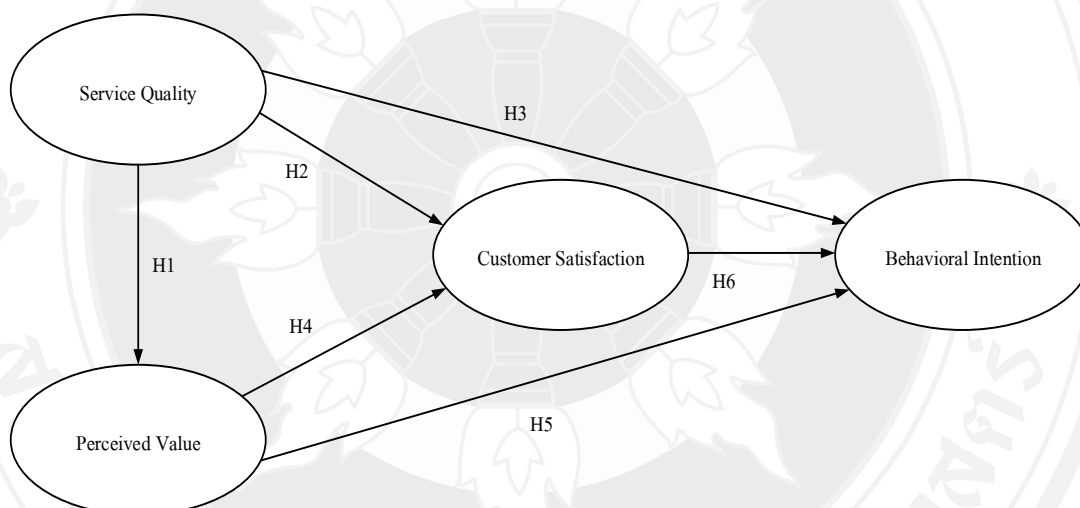 Service Quality
H3
H2
Customer Satisfaction
Behavioral Intention
H1
H6
H4
H5
Perceived Value